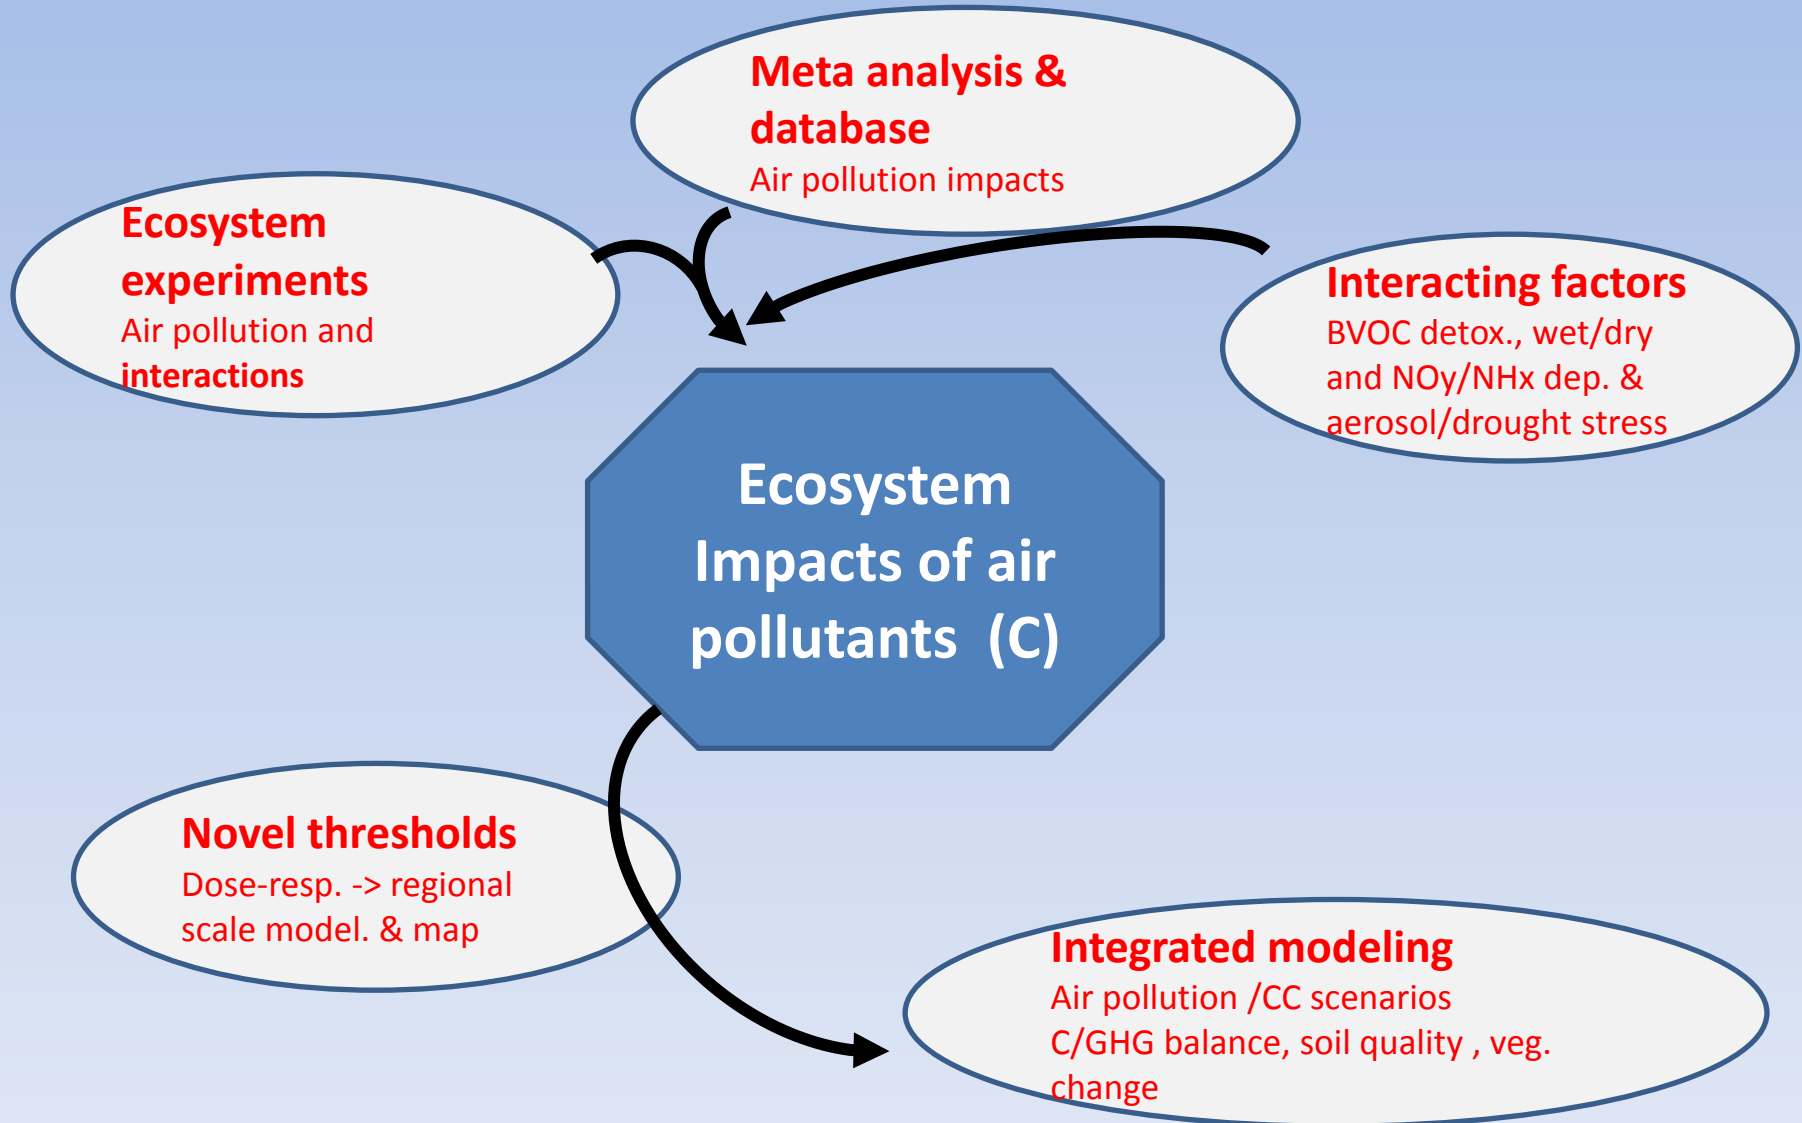 Meta analysis &
database
Air pollution impacts
Ecosystem
experiments
Air pollution and
interactions
Interacting factors
BVOC detox., wet/dry
and NOy/NHx dep. &
aerosol/drought stress
Ecosystem
Impacts of air
pollutants (C)
Novel thresholds
Dose-resp. -> regional
scale model. & map
Integrated modeling
Air pollution /CC scenarios
C/GHG balance, soil quality , veg.
change